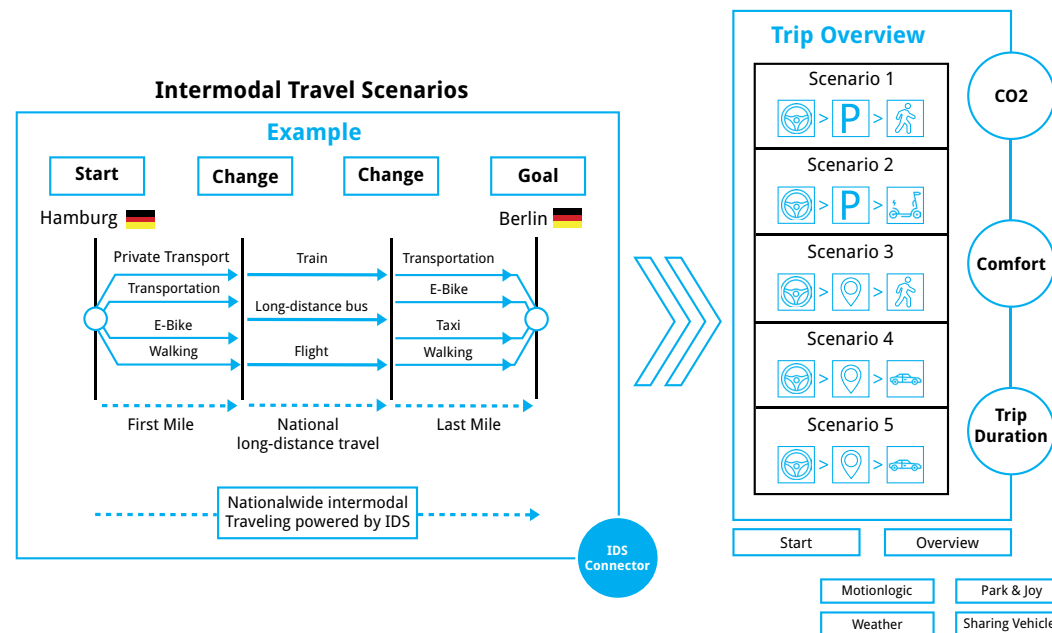 Intermodal Travel Scenarios
Example
Start
Change
Change
Goal
Hamburg
Berlin
Private Transport
Transportation
E-Bike
Walking
Train
Long-distance bus
Flight
Transportation
E-Bike
Taxi
Walking
First Mile
National
long-distance travel
Last Mile
Nationalwide intermodal
Traveling powered by IDS
IDS
Connector
Trip Overview
Scenario 1
> P >
Scenario 2
> P >
Scenario 3
> >
Scenario 4
> >
Scenario 5
> >
CO2
Comfort
Trip
Duration
Start
Overview
Motionlogic
Park & Joy
Weather
Sharing Vehicle